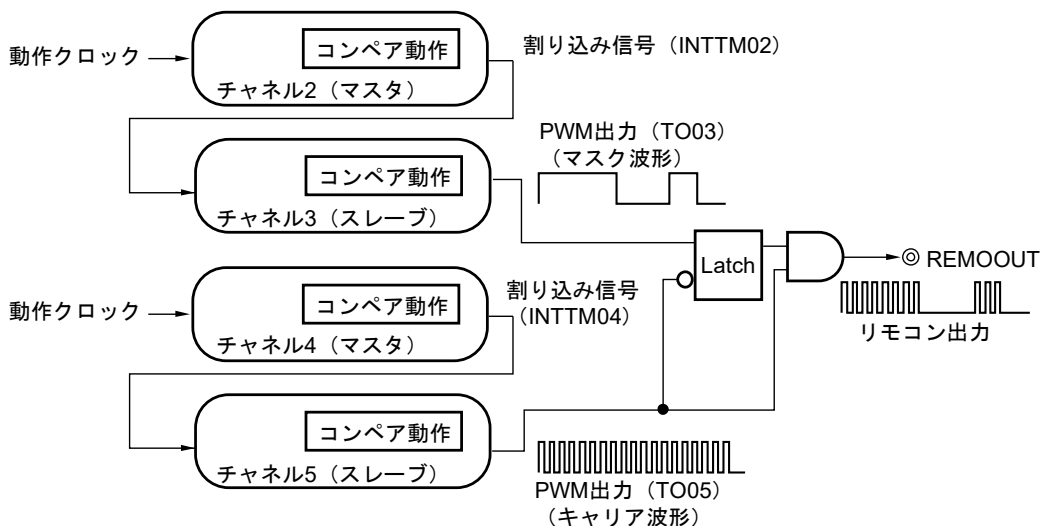 動作クロック
コンペア動作
チャネル2（マスタ）
割り込み信号（INTTM02）
コンペア動作
チャネル3（スレーブ）
PWM出力（TO03）
（マスク波形）
Latch
REMOOUT
リモコン出力
動作クロック
コンペア動作
チャネル4（マスタ）
割り込み信号
（INTTM04）
コンペア動作
チャネル5（スレーブ）
PWM出力（TO05）
（キャリア波形）